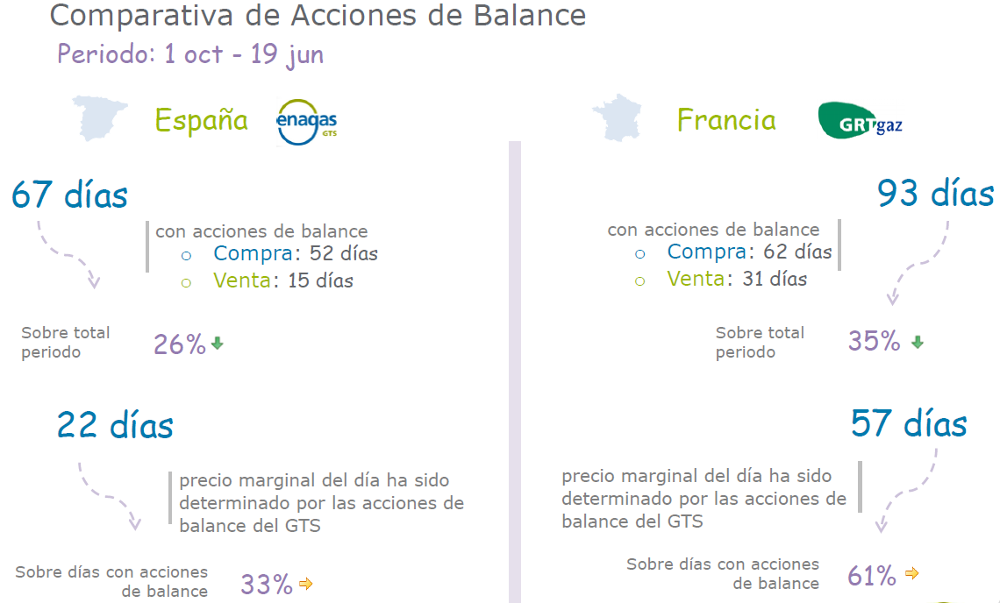 Comparativa de Acciones de Balance
Periodo: 1 oct - 19 jun
España
enagas
GTS
67 días
con acciones de balance
Compra: 52 días
Venta: 15 días
Sobre total
periodo
26%
22 días
precio marginal del día ha sido
determinado por las acciones de
balance del GTS
Sobre días con acciones
de balance
33%
Francia
GRTgaz
93 días
con acciones de balance
Compra: 62 días
Venta: 31 días
Sobre total
periodo
35%
57 días
precio marginal del día ha sido
determinado por las acciones de
balance del GTS
Sobre días con acciones
de balance
61%